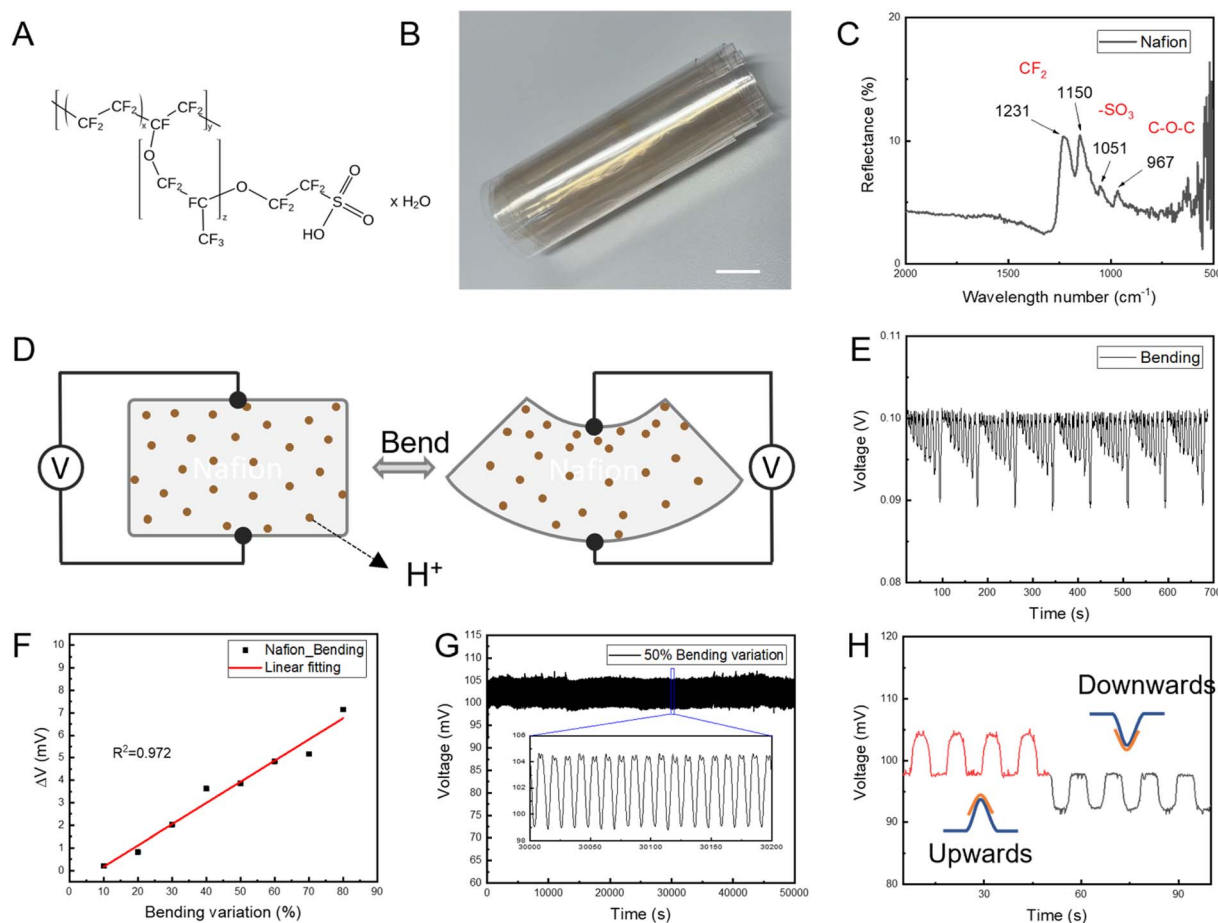 A
CF₂
CF₂
CF₂
CF₂
x
CF
y
O
CF₂
CF₂
FC
z
CF₃
O
CF₂
CF₂
S
O
O
HO
x H₂O
B
C
Nafion
CF₂
1231
1150
-SO₃
1051
C-O-C
967
Reflectance (%)
20
10
0
2000
1500
1000
500
Wavelength number (cm⁻¹)
D
V
Nafion
Bend
Nafion
V
H⁺
E
Bending
Voltage (V)
0.11
0.10
0.09
0.08
100 200 300 400 500 600 700
Time (s)
F
Nafion_Bending
Linear fitting
R²=0.972
ΔV (mV)
10
9
8
7
6
5
4
3
2
1
0
0 10 20 30 40 50 60 70 80 90
Bending variation (%)
G
50% Bending variation
Voltage (mV)
115
110
105
100
95
90
85
80
75
70
65
60
106
104
102
100
98
30000 30050 30100 30150 30200
0 10000 20000 30000 40000 50000
Time (s)
H
Downwards
Upwards
Voltage (mV)
120
110
100
90
80
30 60 90
Time (s)